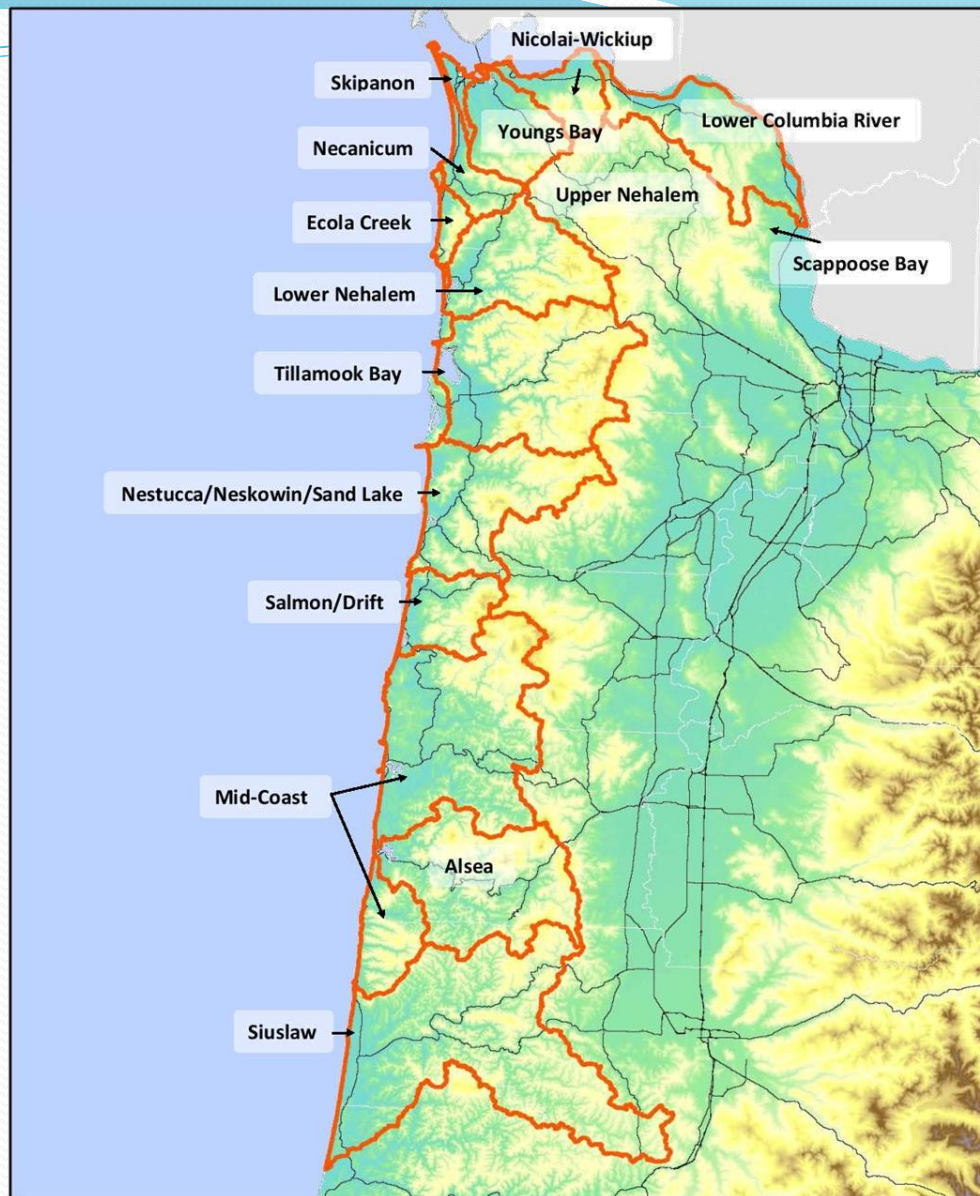 Nicolai-Wickiup
Skipanon
Lower Columbia River
Youngs Bay
Necanicum
Upper Nehalem
Ecola Creek
Scappoose Bay
Lower Nehalem
Tillamook Bay
Nestucca/Neskowin/Sand Lake
Salmon/Drift
Mid-Coast
Alsea
Siuslaw